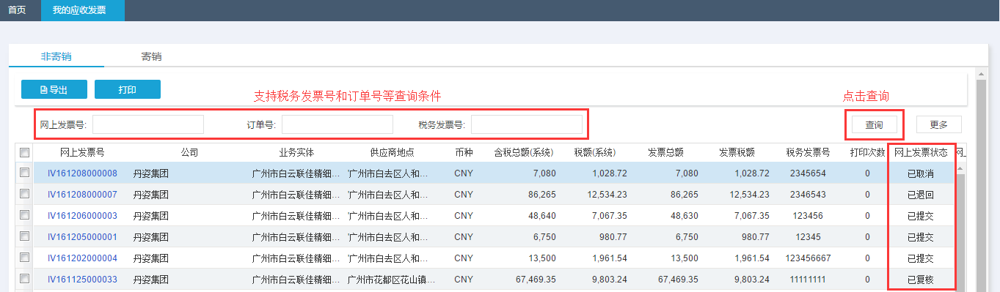 首页 我的应收发票
非寄销 寄销
导出 打印
支持税务发票号和订单号等查询条件 点击查询
网上发票号: 订单号: 税务发票号: 查询 更多
网上发票号 公司 业务实体 供应商地点 币种 含税总额(系统) 税额(系统) 发票总额 发票税额 税务发票号 打印次数 网上发票状态 网上
IV161208000008 丹姿集团 广州市白云联佳精细... '广州市白去区人和... CNY 7,080 1,028.72 7,080 1,028.72 2345654 0 已取消
IV161208000007 丹姿集团 广州市白云联佳精细... '广州市白去区人和... CNY 86,265 12,534.23 86,265 12,534.23 2346543 0 已退回
IV161206000003 丹姿集团 广州市白云联佳精细... '广州市白去区人和... CNY 48,640 7,067.35 48,630 7,067.35 123456 0 已提交
IV161205000001 丹姿集团 广州市白云联佳精细... '广州市白去区人和... CNY 6,750 980.77 6,750 980.77 12345 0 已提交
IV161202000004 丹姿集团 广州市白云联佳精细... '广州市白去区人和... CNY 13,500 1,961.54 13,500 1,961.54 123456667 0 已提交
IV161125000033 丹姿集团 广州市白云联佳精细... 广州市花都区花山镇... CNY 67,469.35 9,803.24 67,469.35 9,803.24 11111111 0 已复核